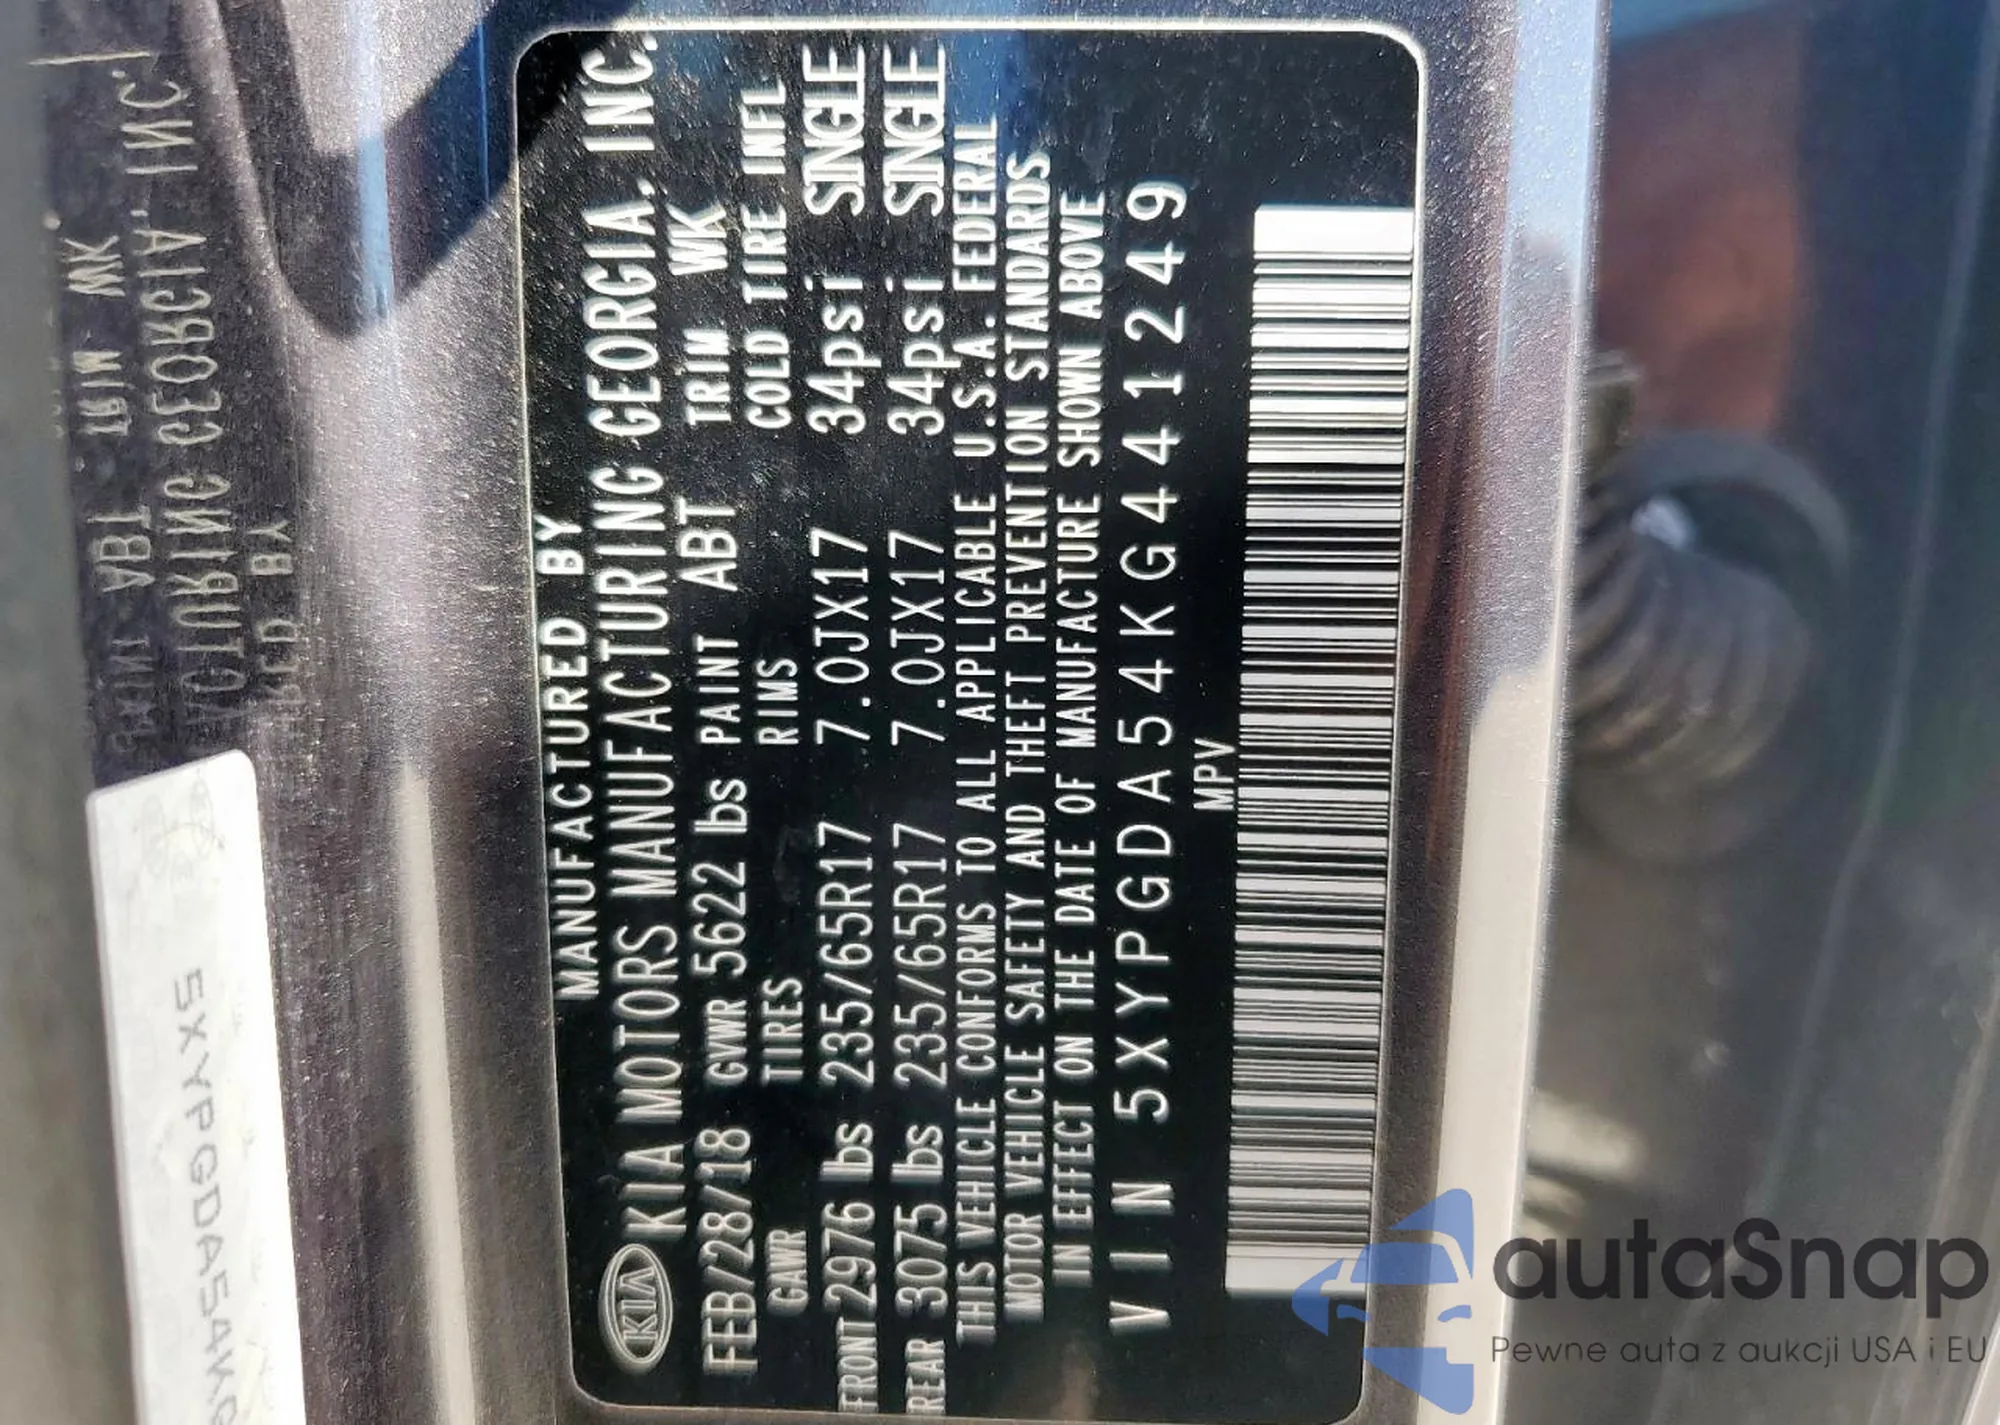 MANUFACTURED BY
KIA KIA MOTORS MANUFACTURING GEORGIA, INC.
FEB/28/18 GVWR 5622 lbs PAINT ABT TRIM WK
GAWR TIRES RIMS COLD TIRE INFL
FRONT 2976 lbs 235/65R17 7.0JX17 34psi SINGLE
REAR 3075 lbs 235/65R17 7.0JX17 34psi SINGLE
THIS VEHICLE CONFORMS TO ALL APPLICABLE U.S.A. FEDERAL
MOTOR VEHICLE SAFETY AND THEFT PREVENTION STANDARDS
IN EFFECT ON THE DATE OF MANUFACTURE SHOWN ABOVE
VIN 5XYPGDA54KG441249
MPV
5XYPGDA54KG
autaSnap
Pewne auta z aukcji USA i EU